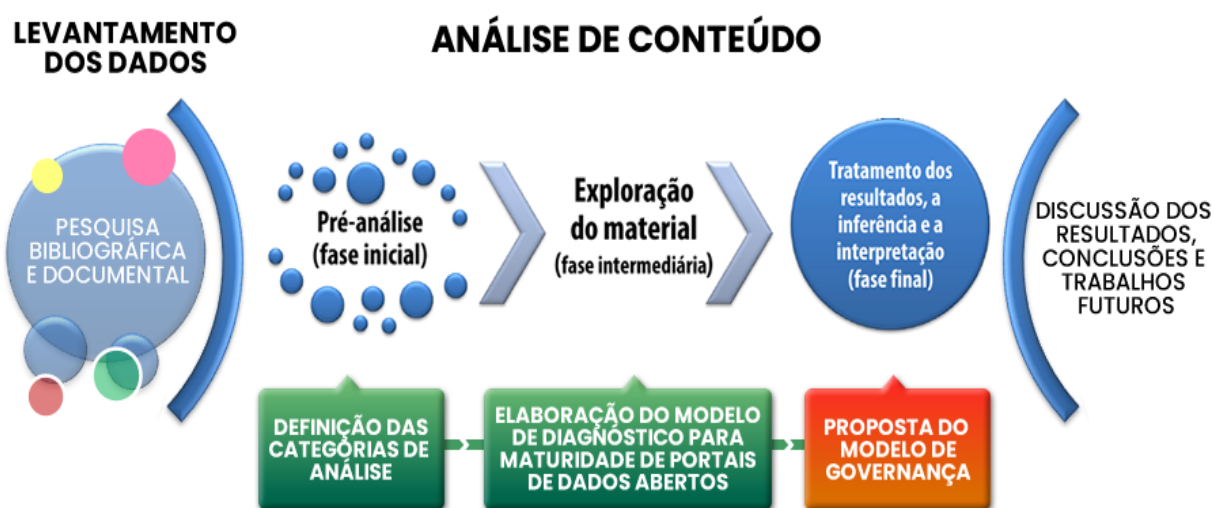 LEVANTAMENTO
DOS DADOS
ANÁLISE DE CONTEÚDO
PESQUISA
BIBLIOGRÁFICA
E DOCUMENTAL
Pré-análise
(fase inicial)
Exploração
do material
(fase intermediária)
Tratamento dos
resultados, a
inferência e a
interpretação
(fase final)
DISCUSSÃO DOS
RESULTADOS,
CONCLUSÕES E
TRABALHOS
FUTUROS
DEFINIÇÃO DAS
CATEGÓRIAS DE
ANÁLISE
ELABORAÇÃO DO MODELO
DE DIAGNÓSTICO PARA
MATURIDADE DE PORTAIS
DE DADOS ABERTOS
PROPOSTA DO
MODELO DE
GOVERNANÇA